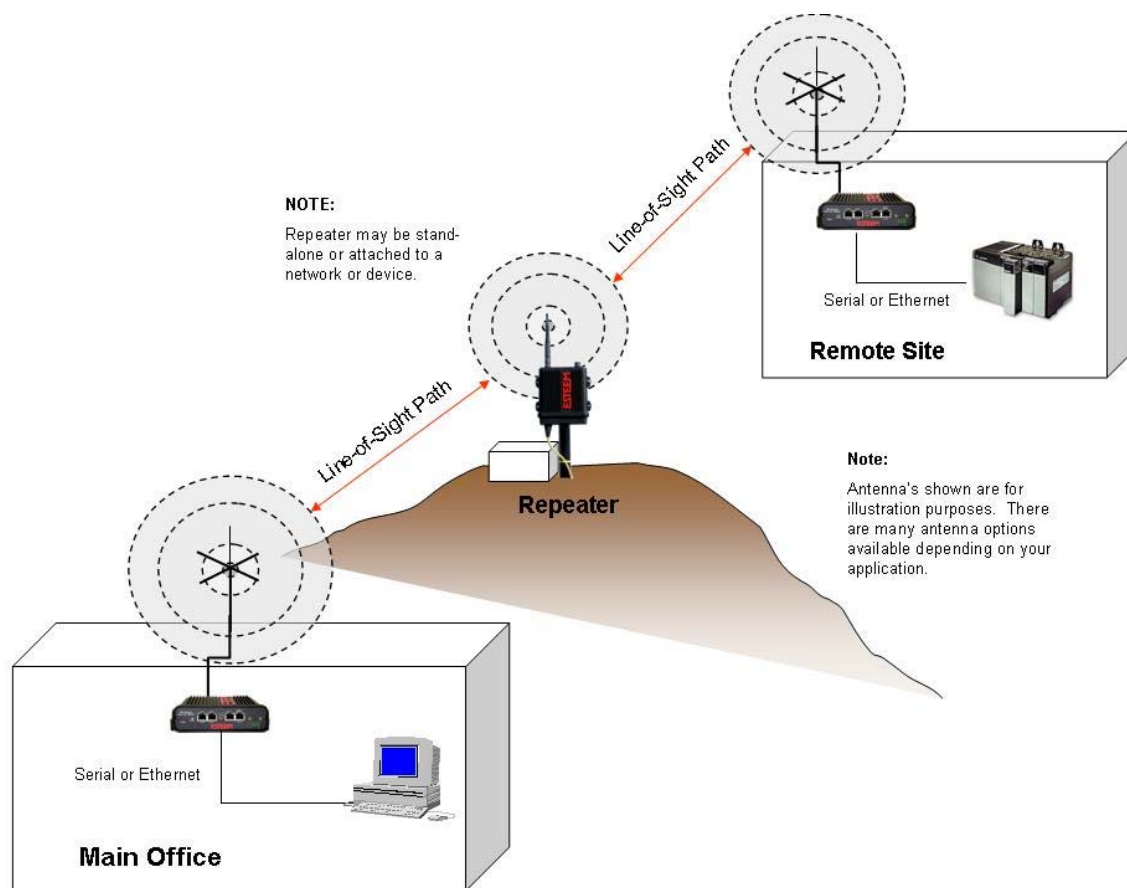 Line-of-Sight Path
NOTE:
Repeater may be stand-
alone or attached to a
network or device.
Serial or Ethernet
Remote Site
Line-of-Sight Path
ESTEEM
Repeater
Note:
Antenna's shown are for
illustration purposes.  There
are many antenna options
available depending on your
application.
ESTEEM
Serial or Ethernet
Main Office